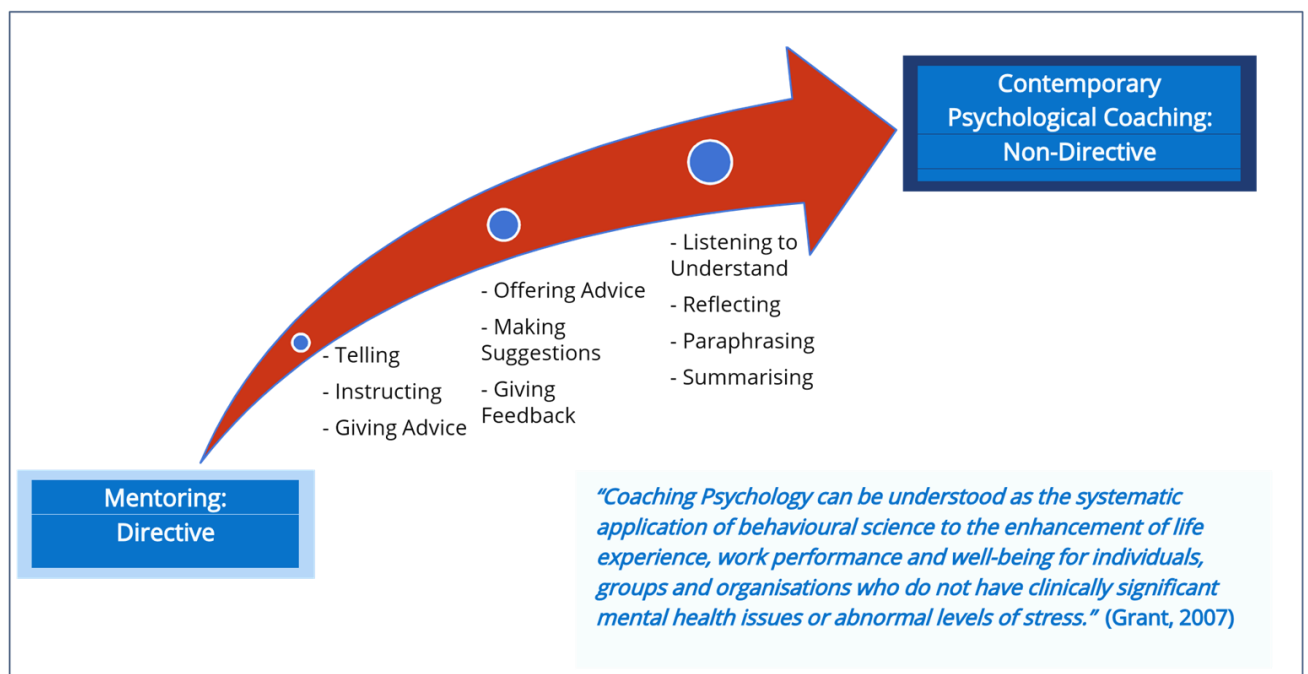 Contemporary
Psychological Coaching:
Non-Directive
- Listening to
Understand
- Reflecting
- Paraphrasing
- Summarising
- Offering Advice
- Making
Suggestions
- Giving
Feedback
- Telling
- Instructing
- Giving Advice
Mentoring:
Directive
“Coaching Psychology can be understood as the systematic
application of behavioural science to the enhancement of life
experience, work performance and well-being for individuals,
groups and organisations who do not have clinically significant
mental health issues or abnormal levels of stress.” (Grant, 2007)